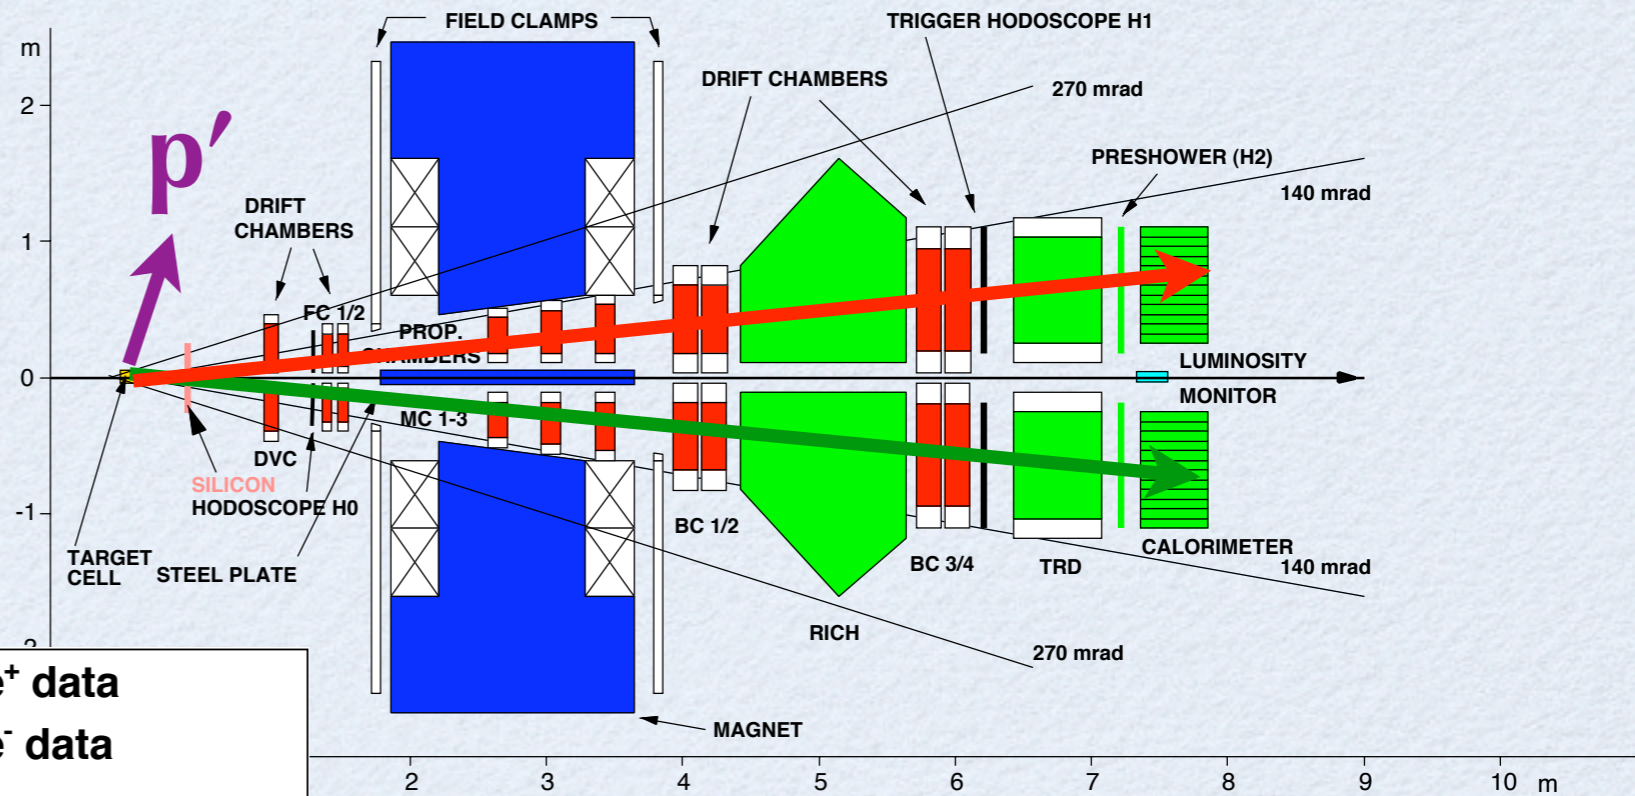 FIELD CLAMPS
TRIGGER HODOSCOPE H1
m
DRIFT CHAMBERS
270 mrad
2
p′
PRESHOWER (H2)
140 mrad
DRIFT
CHAMBERS
1
FC 1/2
PROP.
CHAMBERS
LUMINOSITY
0
MONITOR
MC 1-3
DVC
SILICON
HODOSCOPE H0
-1
BC 1/2
TARGET
CELL
STEEL PLATE
BC 3/4
TRD
CALORIMETER
140 mrad
RICH
270 mrad
e⁺ data
MAGNET
e⁻ data
2 3 4 5 6 7 8 9 10 m